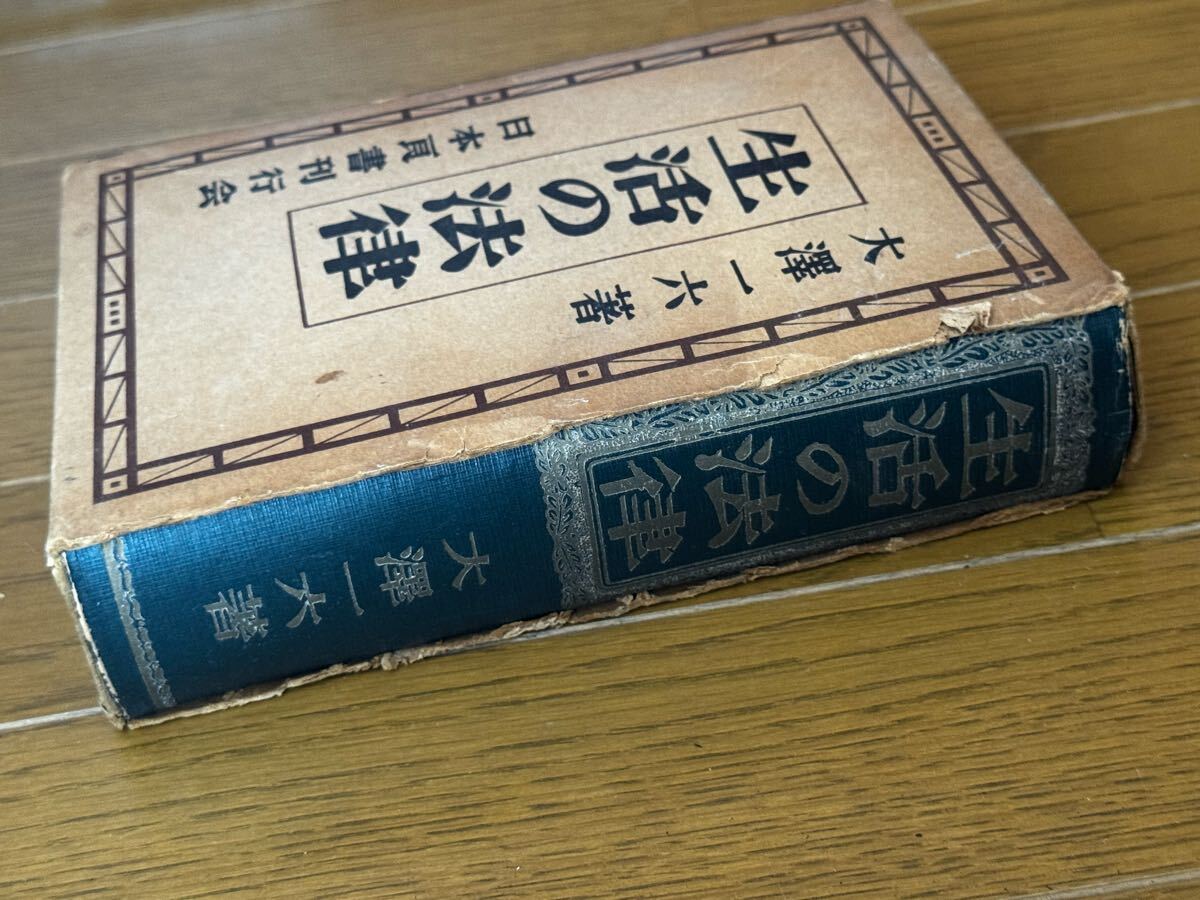 大澤一六著
生活の法律
日本頁書刊行会
生活の法律
大澤一六著